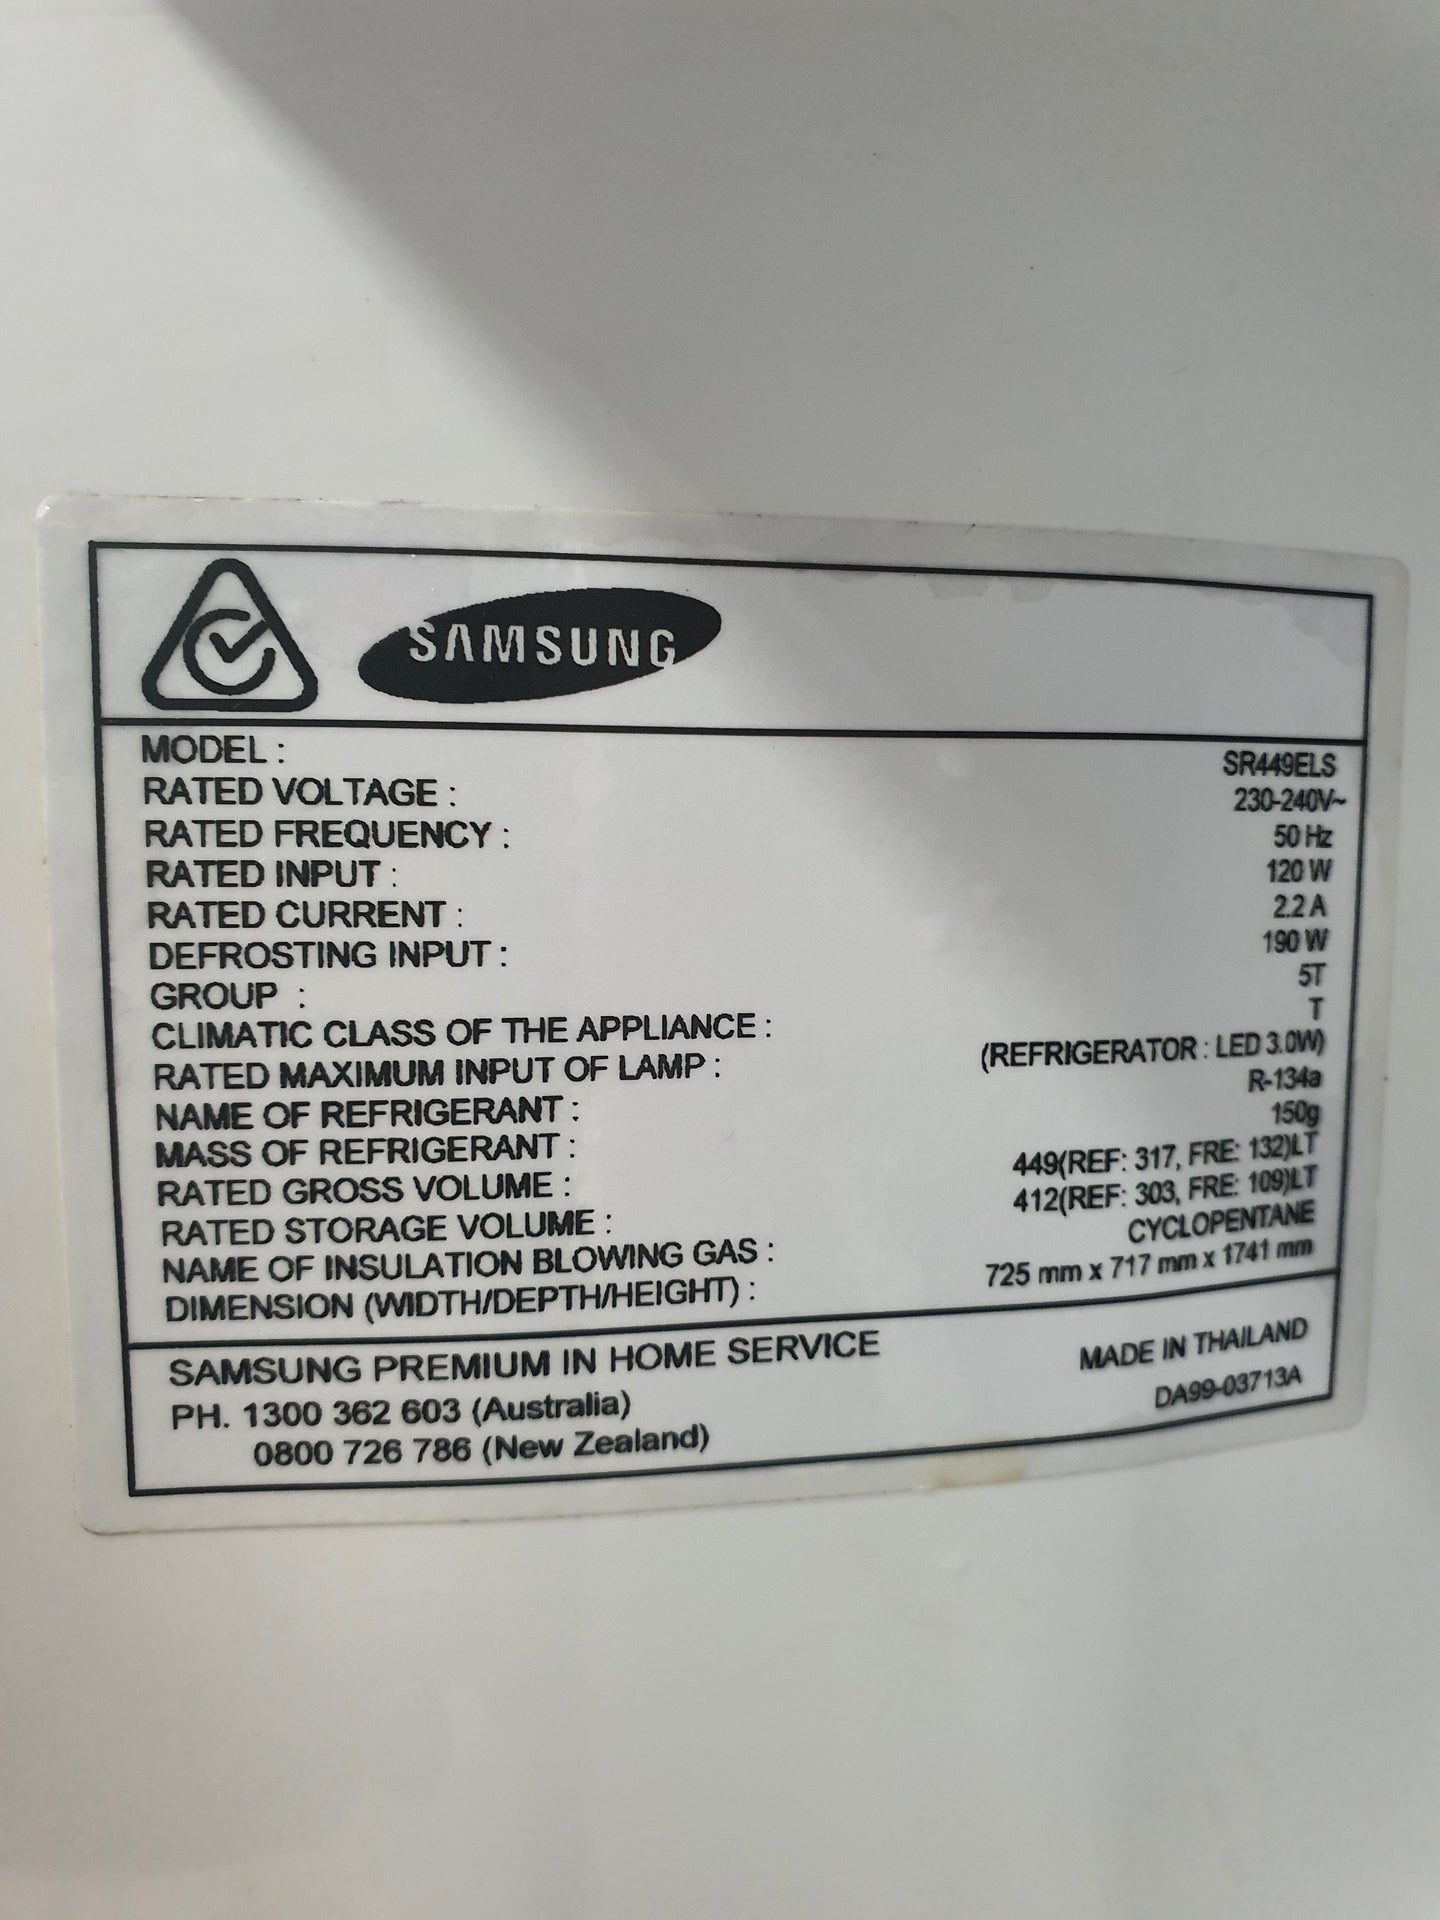 SAMSUNG
MODEL : SR449ELS
RATED VOLTAGE : 230-240V~
RATED FREQUENCY : 50 Hz
RATED INPUT : 120 W
RATED CURRENT : 2.2 A
DEFROSTING INPUT : 190 W
GROUP : 5T
CLIMATIC CLASS OF THE APPLIANCE : T
RATED MAXIMUM INPUT OF LAMP : (REFRIGERATOR : LED 3.0W)
NAME OF REFRIGERANT : R-134a
MASS OF REFRIGERANT : 150g
RATED GROSS VOLUME : 449(REF: 317, FRE: 132)LT
RATED STORAGE VOLUME : 412(REF: 303, FRE: 109)LT
NAME OF INSULATION BLOWING GAS : CYCLOPENTANE
DIMENSION (WIDTH/DEPTH/HEIGHT) : 725 mm x 717 mm x 1741 mm
SAMSUNG PREMIUM IN HOME SERVICE
PH. 1300 362 603 (Australia)
0800 726 786 (New Zealand)
MADE IN THAILAND
DA99-03713A